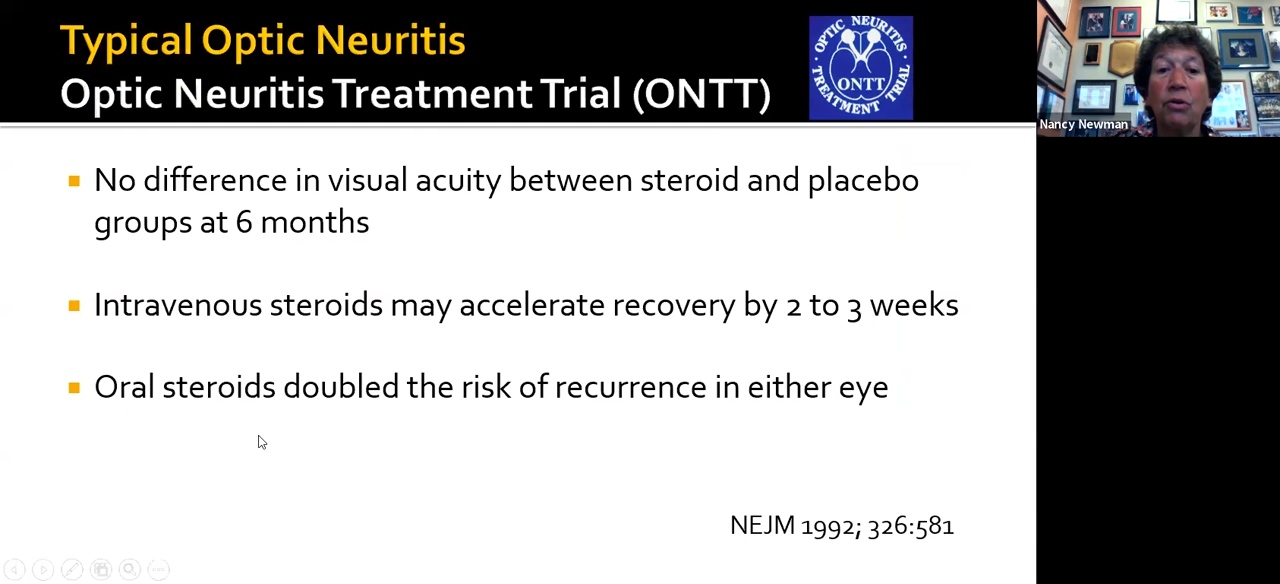 Typical Optic Neuritis
Optic Neuritis Treatment Trial (ONTT)
OPTIC NEURITIS
ONTT
TREATMENT TRIAL
Nancy Newman
No difference in visual acuity between steroid and placebo
groups at 6 months
Intravenous steroids may accelerate recovery by 2 to 3 weeks
Oral steroids doubled the risk of recurrence in either eye
NEJM 1992; 326:581